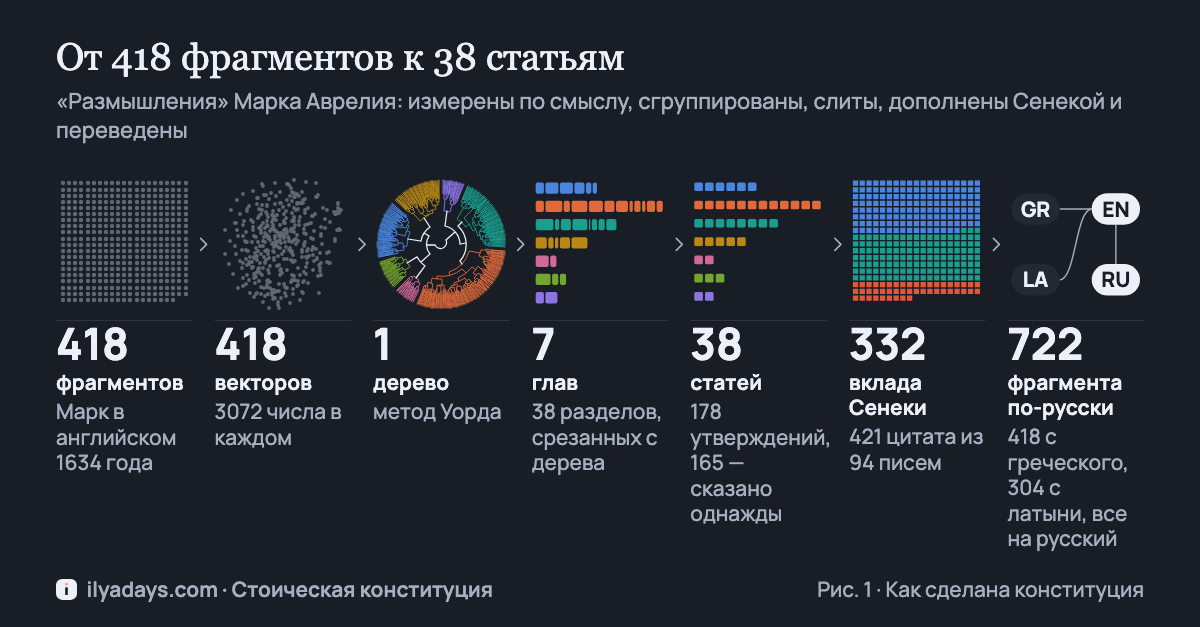 От 418 фрагментов к 38 статьям
«Размышления» Марка Аврелия: измерены по смыслу, сгруппированы, слиты, дополнены Сенекой и
переведены
GR
EN
LA
RU
418
фрагментов
Марк в
английском
1634 года
418
векторов
3072 числа в
каждом
1
дерево
метод Уорда
7
глав
38 разделов,
срезанных с
дерева
38
статей
178
утверждений,
165 —
сказано
однажды
332
вклада
Сенеки
421 цитата из
94 писем
722
фрагмента
по-русски
418 с
греческого,
304 с
латыни, все
на русский
i ilyadays.com · Стоическая конституция
Рис. 1 · Как сделана конституция